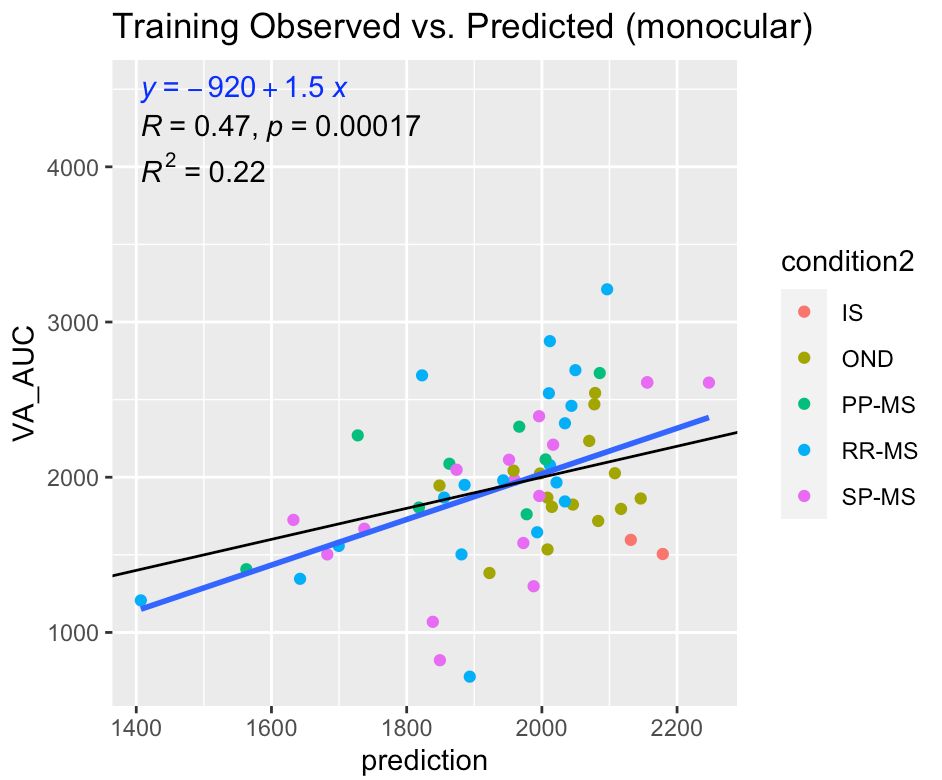 Training Observed vs. Predicted (monocular)
y = −920 + 1.5 x
R = 0.47, p = 0.00017
R² = 0.22
4000
3000
2000
1000
VA_AUC
1400 1600 1800 2000 2200
prediction
condition2
IS
OND
PP-MS
RR-MS
SP-MS